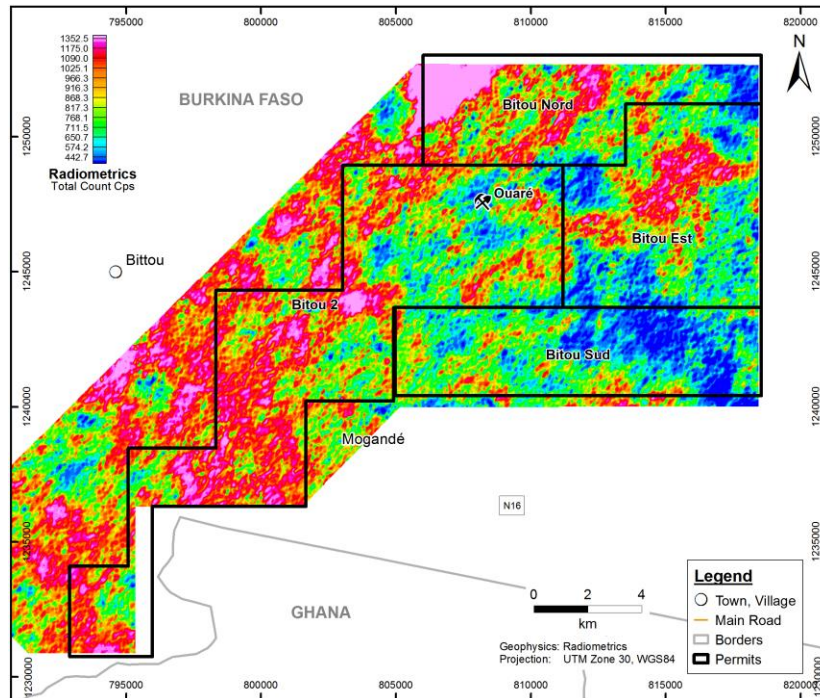 795000
800000
805000
810000
815000
820000
1352.5
1175.0
1090.0
1025.1
966.3
916.3
868.9
817.3
768.1
711.5
650.7
574.2
442.7
Radiometrics
Total Count Cps
BURKINA FASO
N
Bitou Nord
1250000
1250000
Ouaré
Bitou Est
Bittou
1245000
1245000
Bitou 2
Bitou Sud
1240000
1240000
Mogandé
N16
1235000
1235000
GHANA
0
2
4
km
Geophysics: Radiometrics
Projection: UTM Zone 30, WGS84
Legend
Town, Village
Main Road
Borders
Permits
1230000
1230000
795000
800000
805000
810000
815000
820000